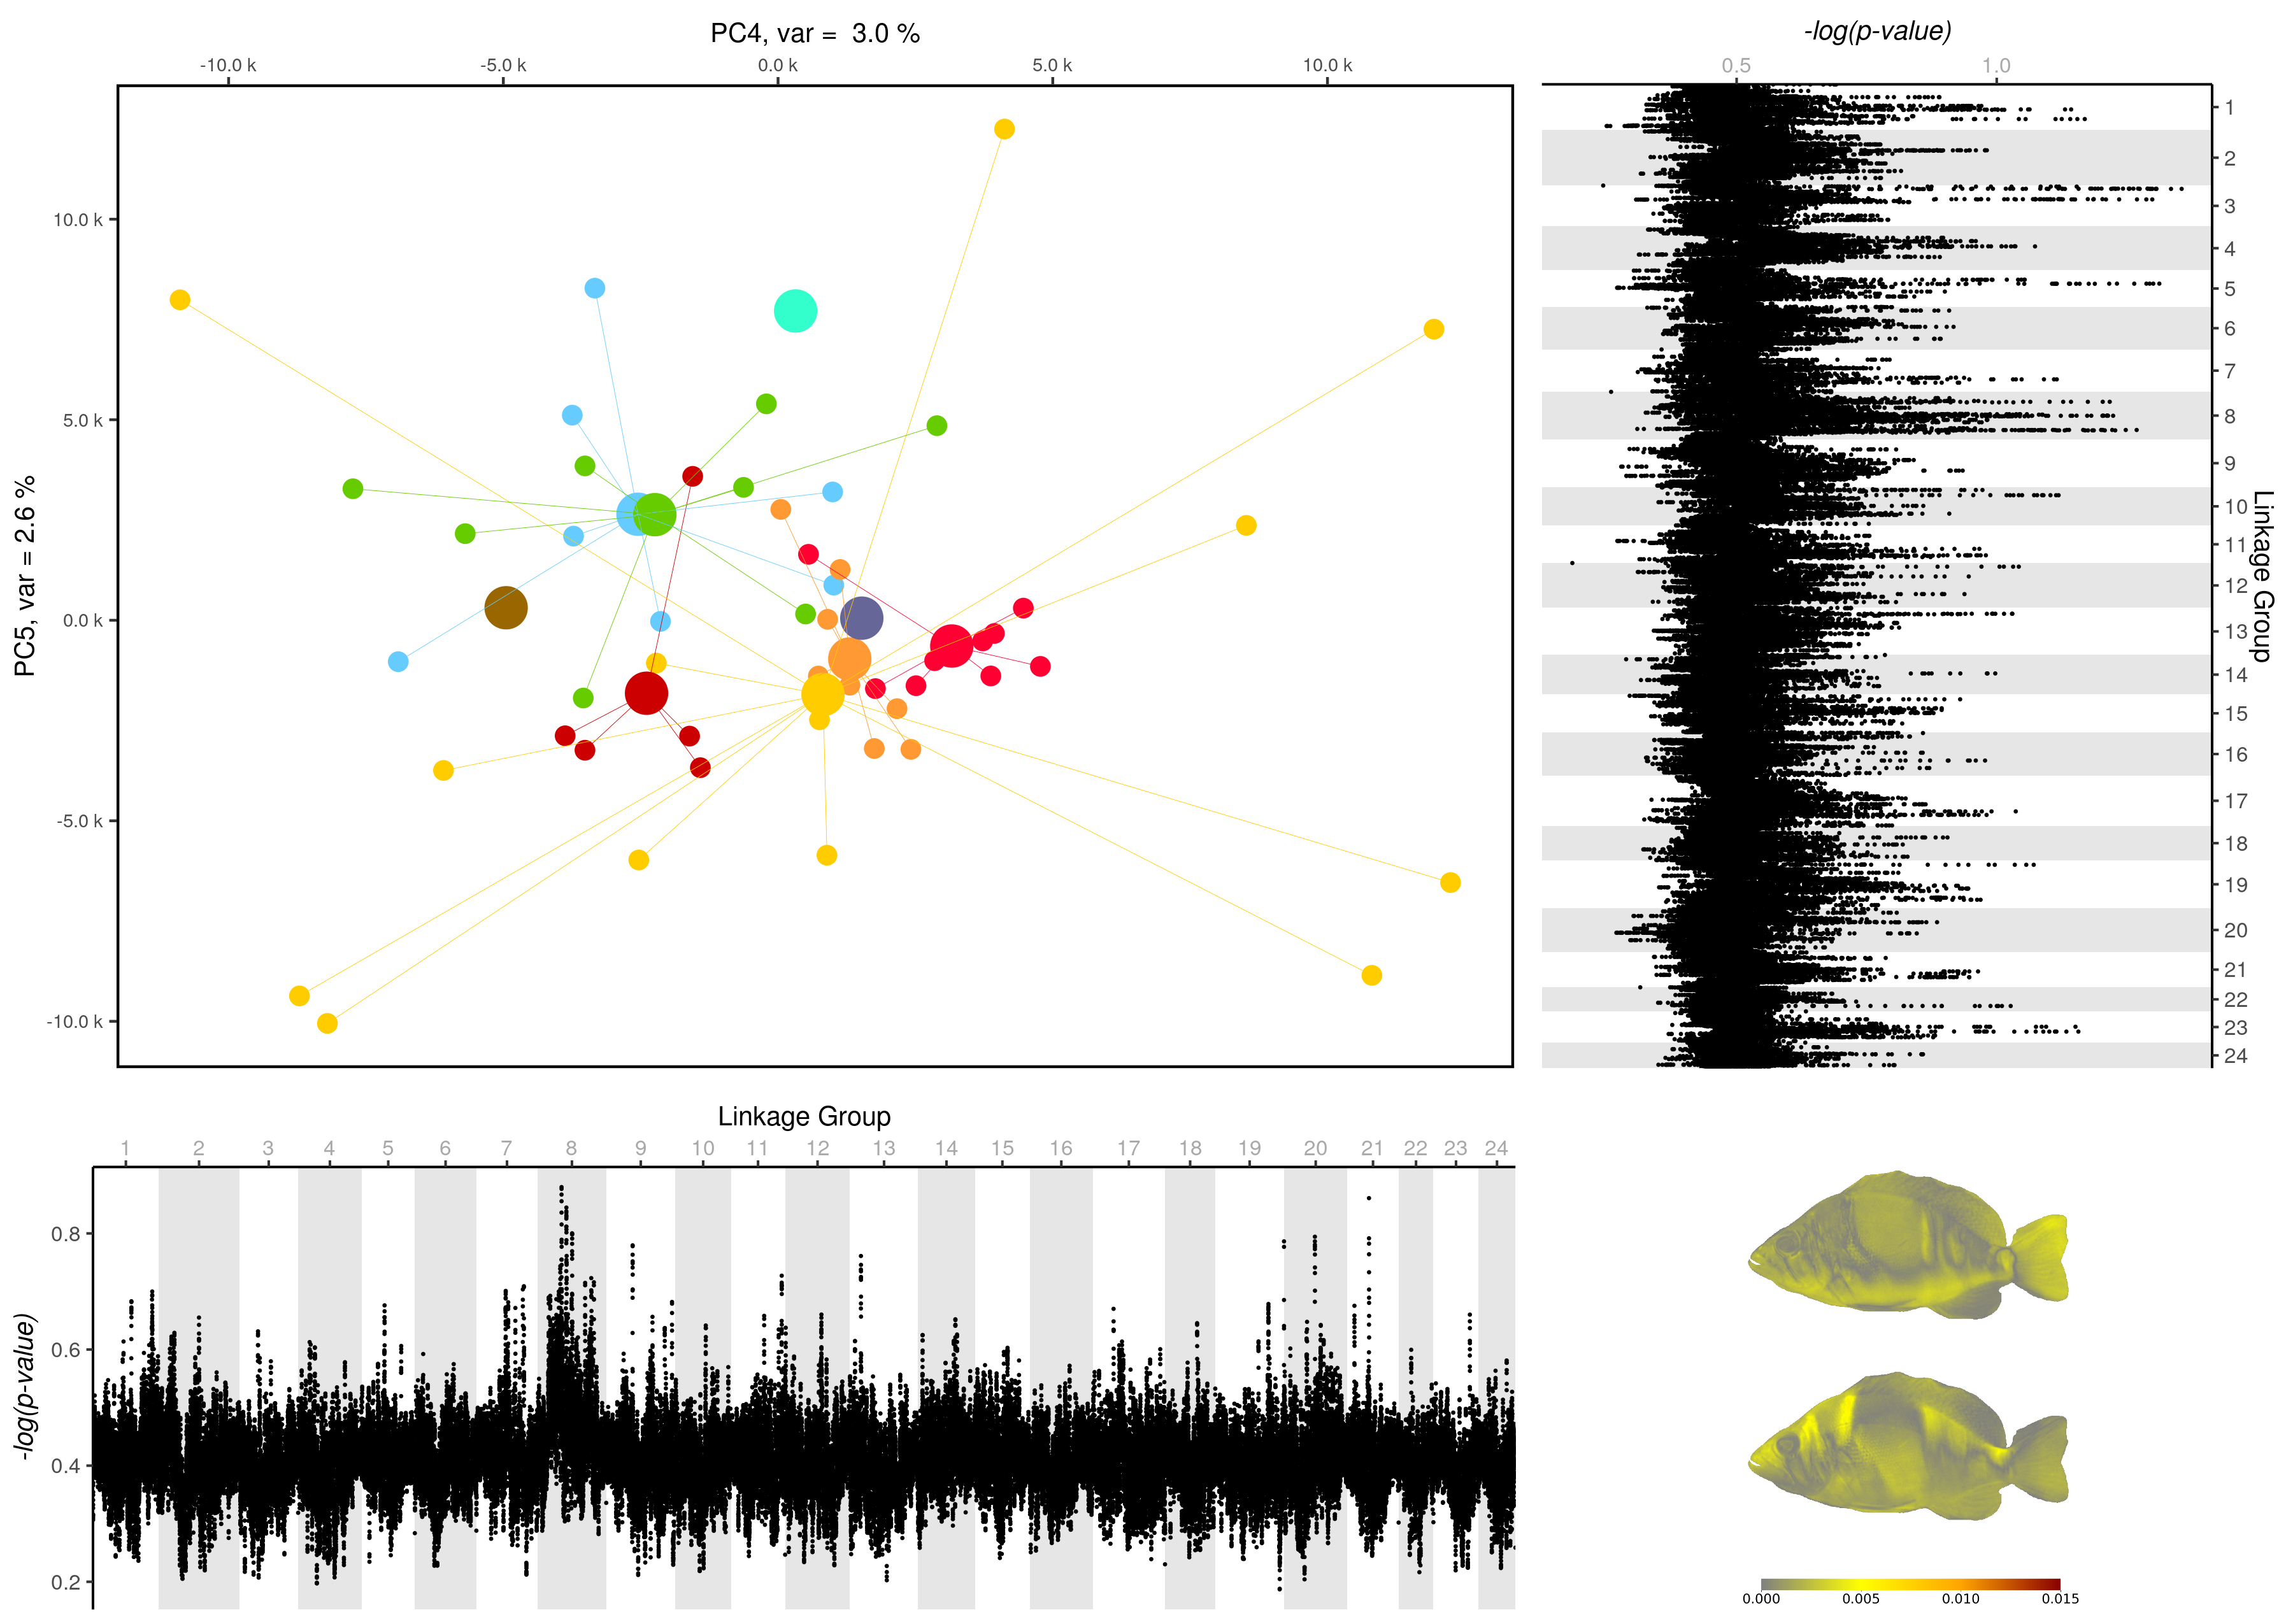 PC4, var =  3.0 %
-10.0 k -5.0 k 0.0 k 5.0 k 10.0 k
PC5, var = 2.6 %
10.0 k
5.0 k
0.0 k
-5.0 k
-10.0 k
-log(p-value)
0.5 1.0
1
2
3
4
5
6
7
8
9
10
11
12
13
14
15
16
17
18
19
20
21
22
23
24
Linkage Group
Linkage Group
1 2 3 4 5 6 7 8 9 10 11 12 13 14 15 16 17 18 19 20 21 22 23 24
-log(p-value)
0.8
0.6
0.4
0.2
0.000 0.005 0.010 0.015